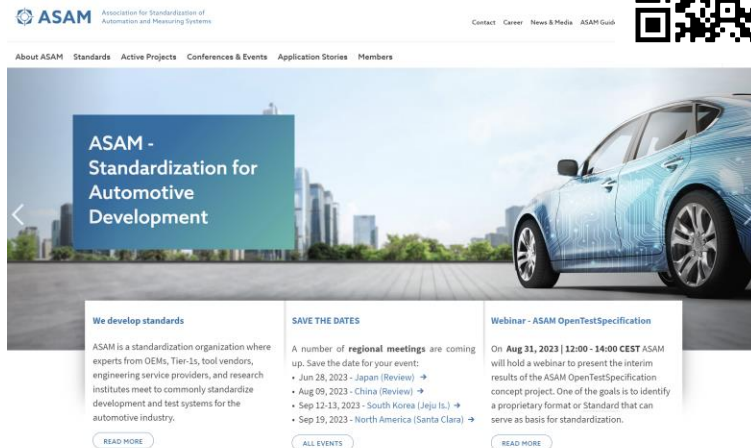 ASAM
Association for Standardization of
Automation and Measuring Systems
Contact Career News & Media ASAM Guide
About ASAM Standards Active Projects Conferences & Events Application Stories Members
ASAM -
Standardization for
Automotive
Development
We develop standards
ASAM is a standardization organization where
experts from OEMs, Tier-1s, tool vendors,
engineering service providers, and research
institutes meet to commonly standardize
development and test systems for the
automotive industry.
READ MORE
SAVE THE DATES
A number of regional meetings are coming
up. Save the date for your event:
• Jun 28, 2023 - Japan (Review) →
• Aug 09, 2023 - China (Review) →
• Sep 12-13, 2023 - South Korea (Jeju Is.) →
• Sep 19, 2023 - North America (Santa Clara) →
ALL EVENTS
Webinar - ASAM OpenTestSpecification
On Aug 31, 2023 | 12:00 - 14:00 CEST ASAM
will hold a webinar to present the interim
results of the ASAM OpenTestSpecification
concept project. One of the goals is to identify
a proprietary format or Standard that can
serve as basis for standardization.
READ MORE